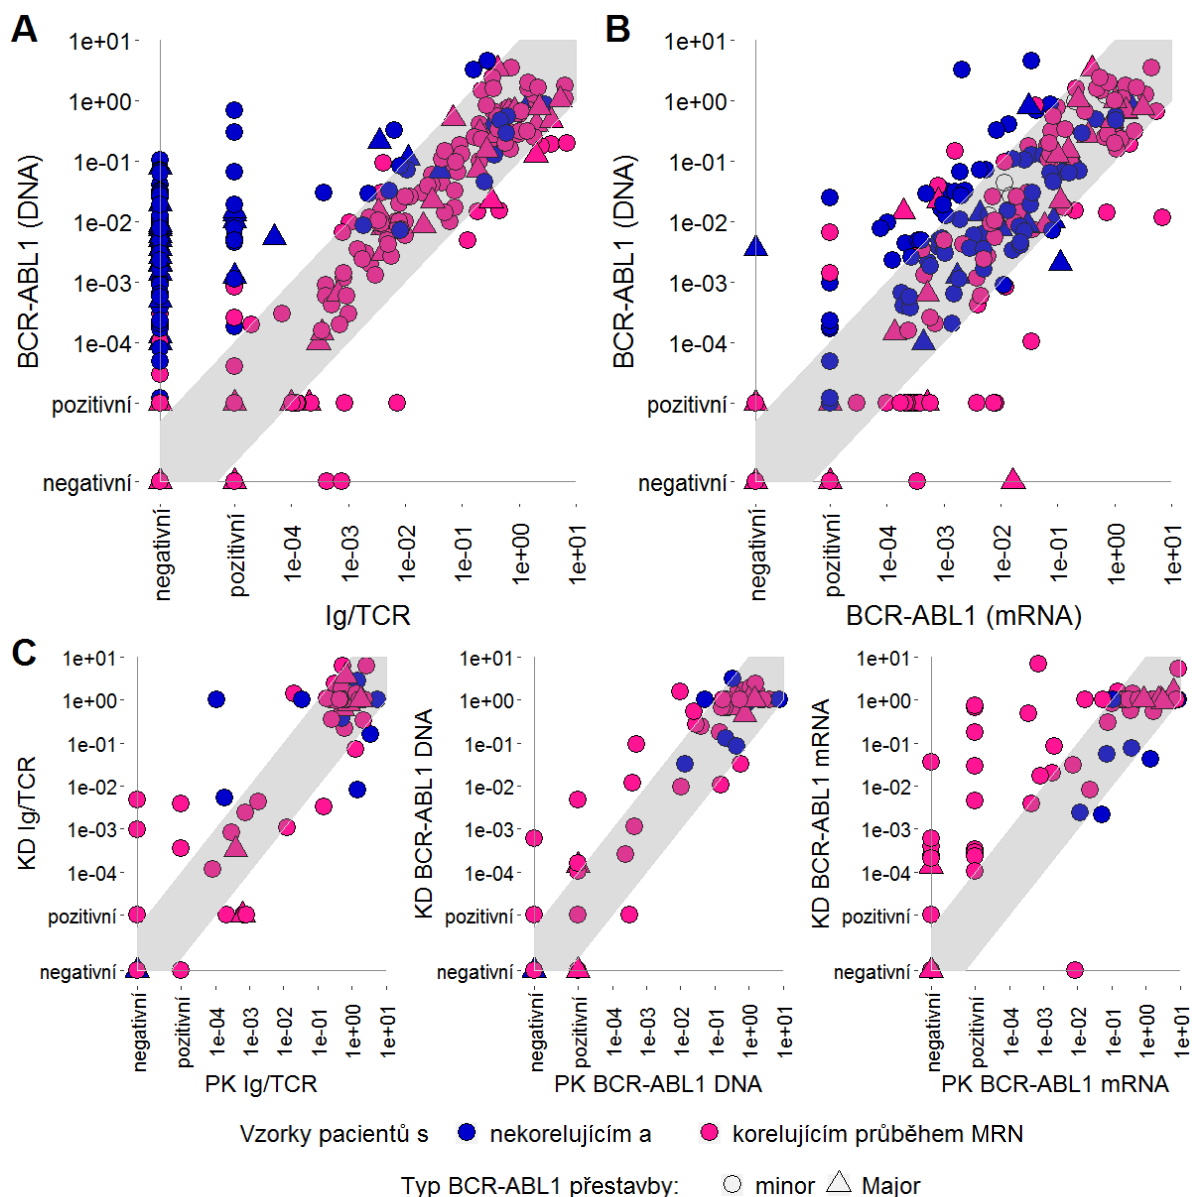 A
B
1e+01
1e+00
1e-01
1e-02
1e-03
1e-04
pozitivní
negativní
BCR-ABL1 (DNA)
negativní
pozitivní
1e-04
1e-03
1e-02
1e-01
1e+00
1e+01
Ig/TCR
1e+01
1e+00
1e-01
1e-02
1e-03
1e-04
pozitivní
negativní
BCR-ABL1 (DNA)
negativní
pozitivní
1e-04
1e-03
1e-02
1e-01
1e+00
1e+01
BCR-ABL1 (mRNA)
C
1e+01
1e+00
1e-01
1e-02
1e-03
1e-04
pozitivní
negativní
KD Ig/TCR
negativní
pozitivní
1e-04
1e-03
1e-02
1e-01
1e+00
1e+01
PK Ig/TCR
1e+01
1e+00
1e-01
1e-02
1e-03
1e-04
pozitivní
negativní
KD BCR-ABL1 DNA
negativní
pozitivní
1e-04
1e-03
1e-02
1e-01
1e+00
1e+01
PK BCR-ABL1 DNA
1e+01
1e+00
1e-01
1e-02
1e-03
1e-04
pozitivní
negativní
KD BCR-ABL1 mRNA
negativní
pozitivní
1e-04
1e-03
1e-02
1e-01
1e+00
1e+01
PK BCR-ABL1 mRNA
Vzorky pacientů s nekorelujícím a korelujícím průběhem MRN
Typ BCR-ABL1 přestavby: minor Major